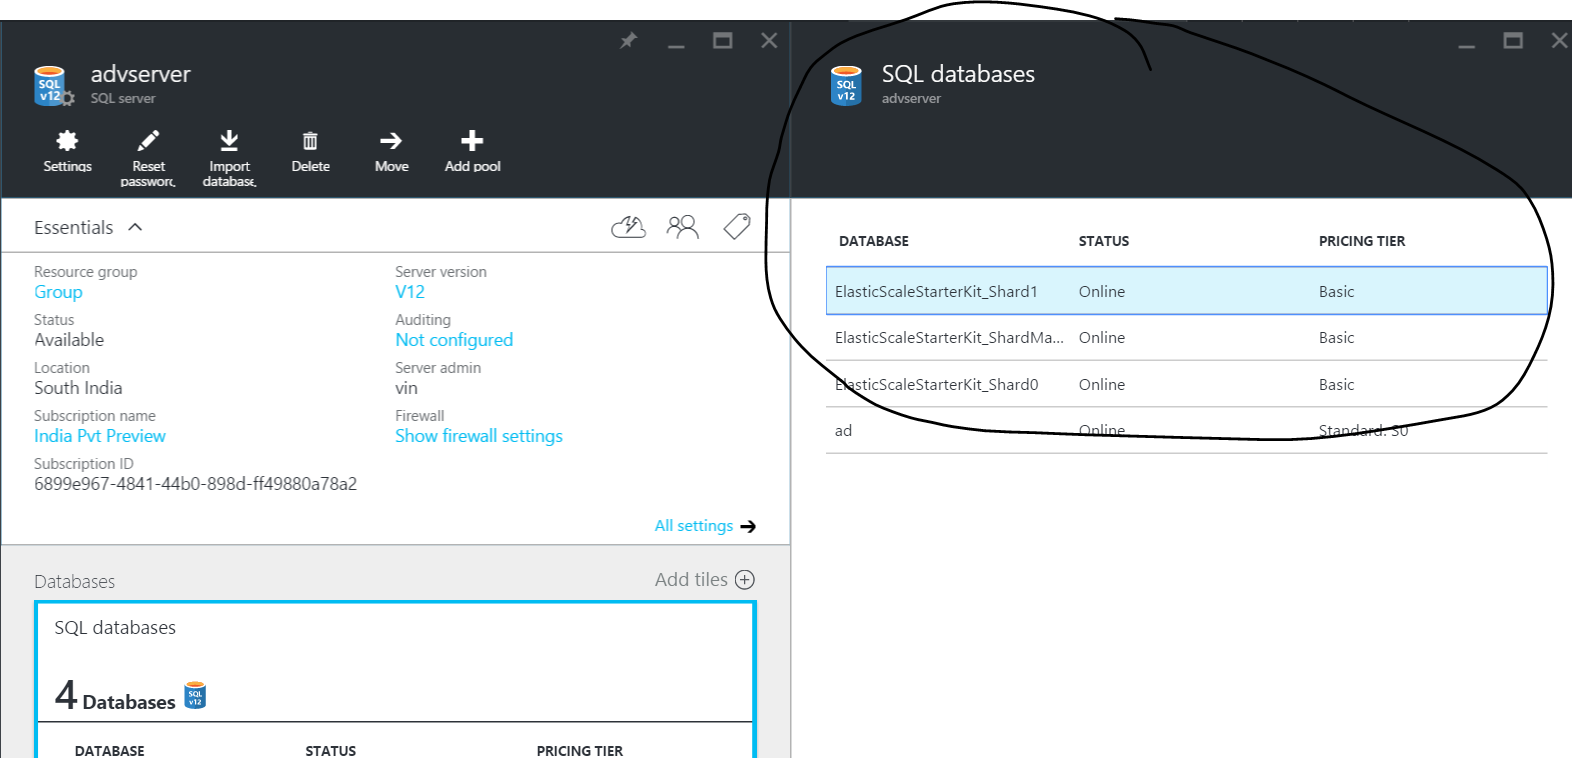 advserver
SQL server
SQL
v12
Settings
Reset
password
Import
database
Delete
Move
Add pool
Essentials
Resource group
Group
Server version
V12
Status
Available
Auditing
Not configured
Location
South India
Server admin
vin
Subscription name
India Pvt Preview
Firewall
Show firewall settings
Subscription ID
6899e967-4841-44b0-898d-ff49880a78a2
All settings
Databases
Add tiles
SQL databases
4 Databases
SQL
v12
DATABASE STATUS PRICING TIER
SQL databases
advserver
SQL
v12
DATABASE STATUS PRICING TIER
ElasticScaleStarterKit_Shard1 Online Basic
ElasticScaleStarterKit_ShardMa... Online Basic
ElasticScaleStarterKit_Shard0 Online Basic
ad Online Standard: S0